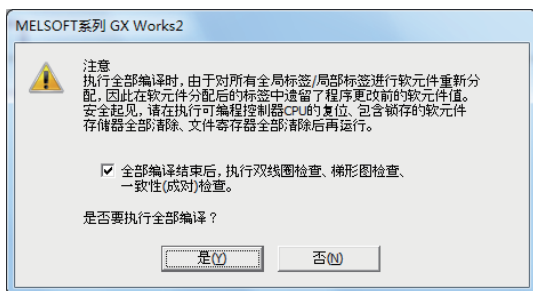 MELSOFT系列 GX Works2
注意
执行全部编译时,由于对所有全局标签/局部标签进行软元件重新分
配,因此在软元件分配后的标签中遗留了程序更改前的软元件值。
安全起见,请在执行可编程控制器CPU的复位、包含锁存的软元件
存储器全部清除、文件寄存器全部清除后再运行。
全部编译结束后,执行双线圈检查、梯形图检查、
一致性(成对)检查。
是否要执行全部编译?
是(Y) 否(N)